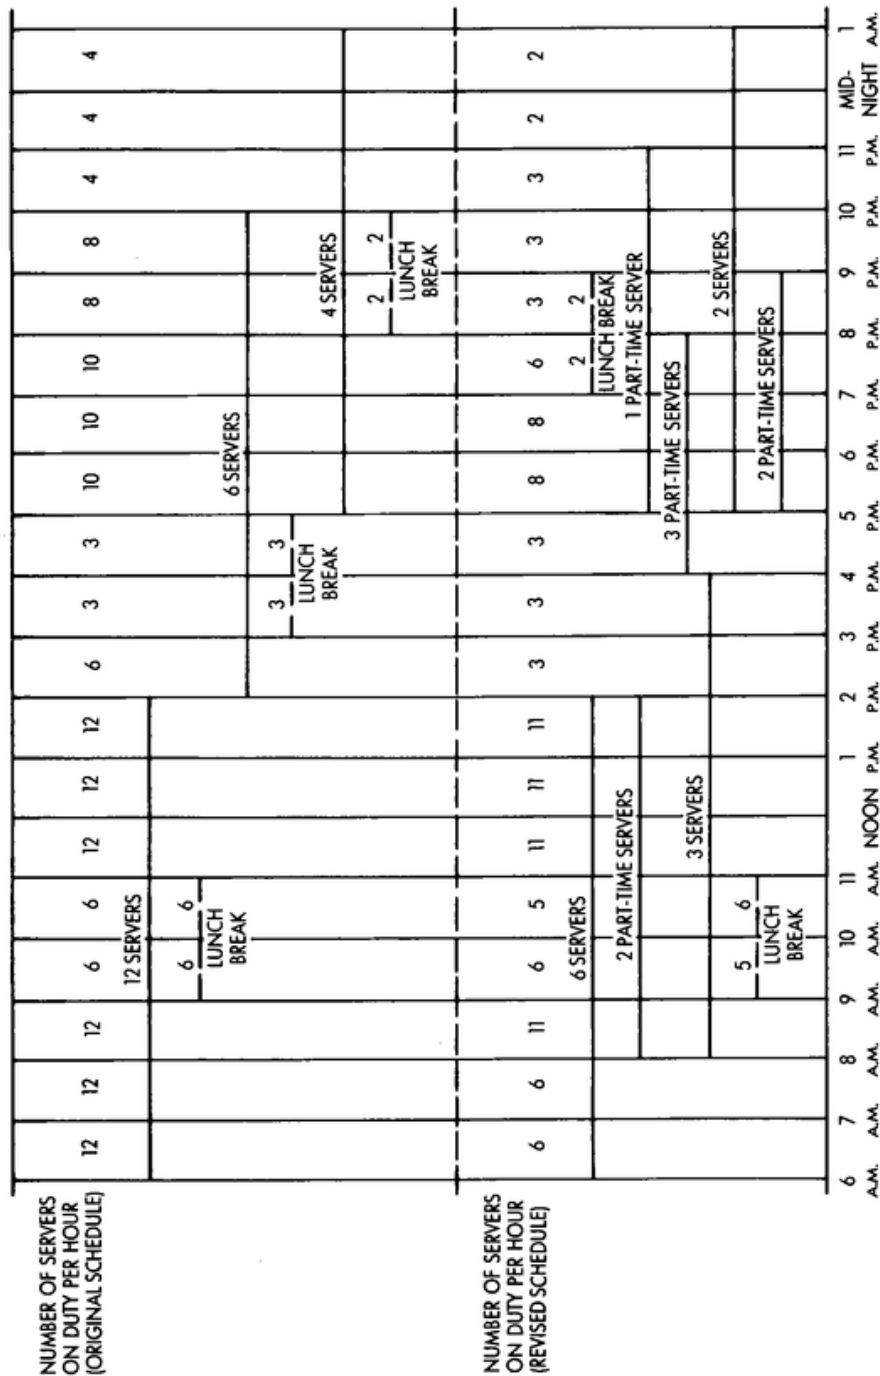 NUMBER OF SERVERS
ON DUTY PER HOUR
(ORIGINAL SCHEDULE)
12 12 12 6 6 12 12 12 6 3 3 10 10 10 8 8 4 4 4
12 SERVERS
6 6
LUNCH
BREAK
6 SERVERS
3 3
LUNCH
BREAK
4 SERVERS
2 2
LUNCH
BREAK
NUMBER OF SERVERS
ON DUTY PER HOUR
(REVISED SCHEDULE)
6 6 11 6 5 11 11 11 3 3 3 8 8 6 3 3 3 2 2
6 SERVERS
2 PART-TIME SERVERS
3 SERVERS
5 6
LUNCH
BREAK
2 2
LUNCH BREAK
1 PART-TIME SERVER
3 PART-TIME SERVERS
2 SERVERS
2 PART-TIME SERVERS
6 7 8 9 10 11 NOON 1 2 3 4 5 6 7 8 9 10 11 MID- 1
A.M. A.M. A.M. A.M. A.M. A.M. P.M. P.M. P.M. P.M. P.M. P.M. P.M. P.M. P.M. P.M. P.M. NIGHT A.M.